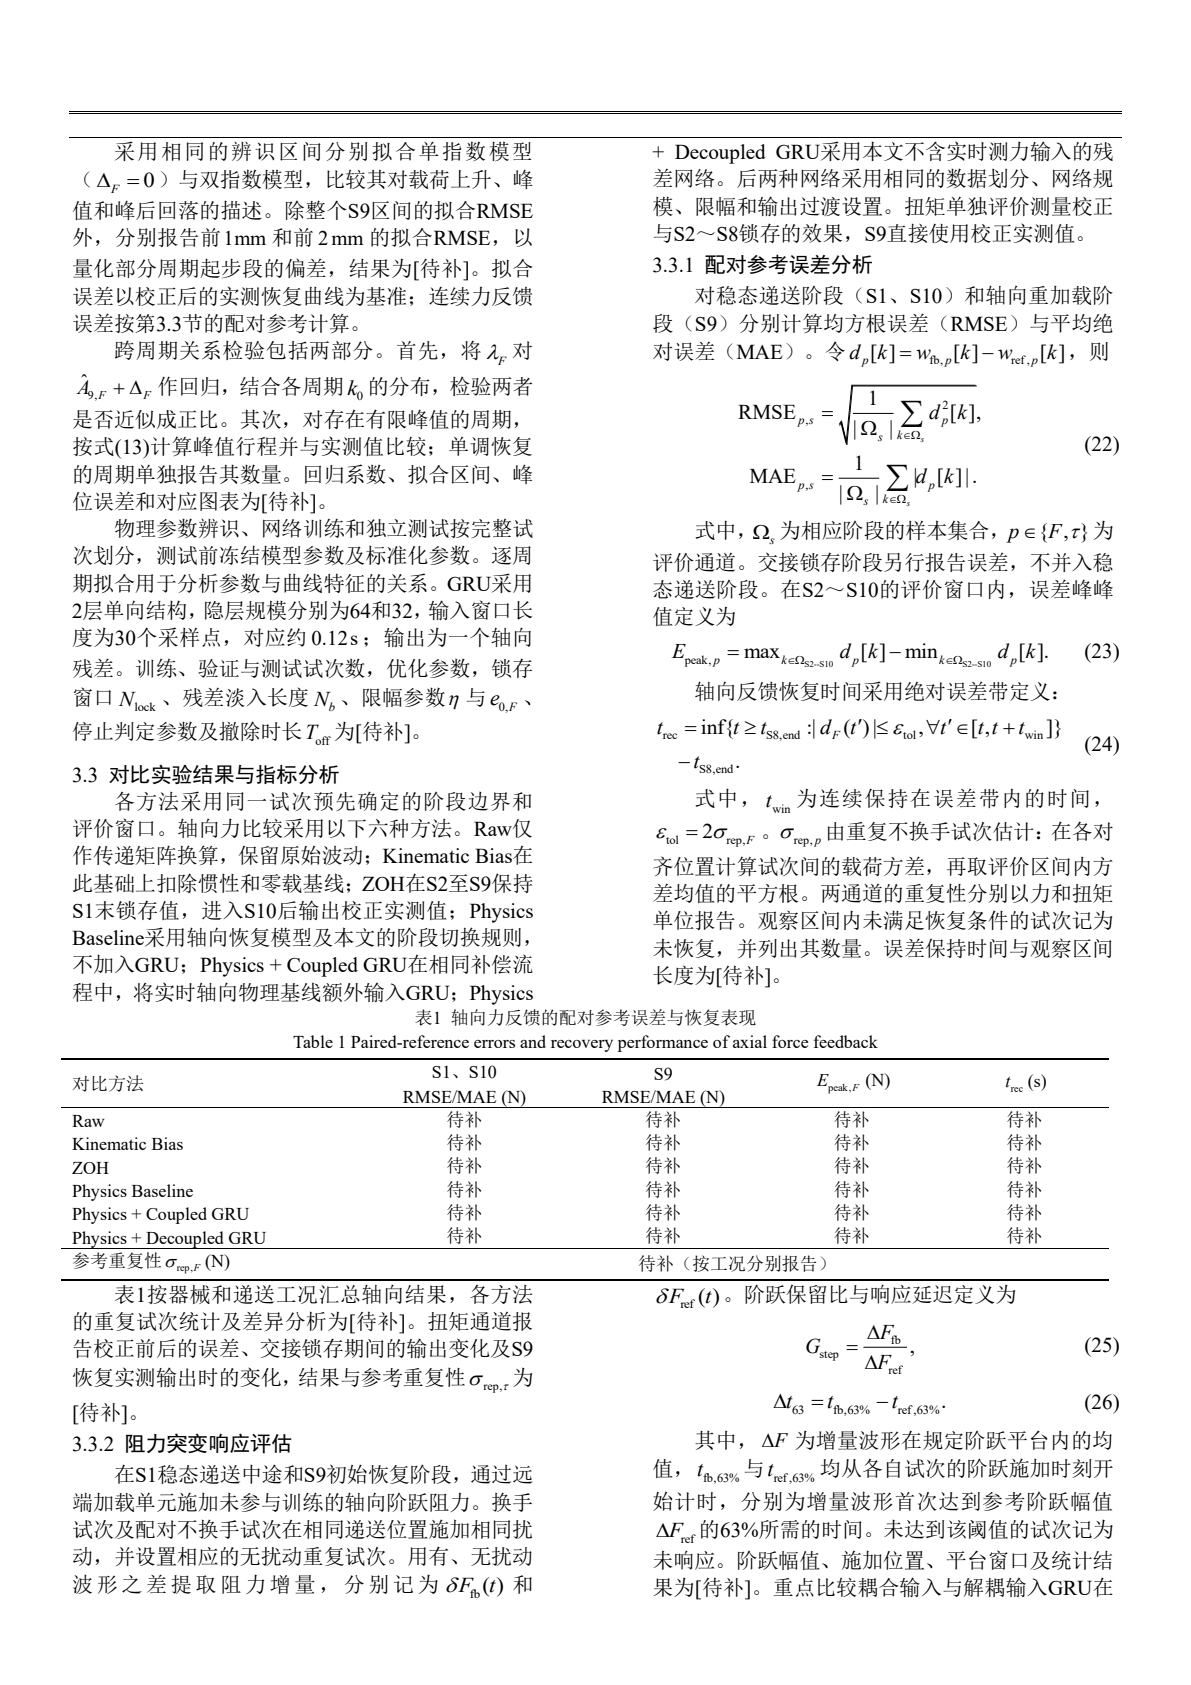 采用相同的辨识区间分别拟合单指数模型
（Δ_F = 0）与双指数模型，比较其对载荷上升、峰
值和峰后回落的描述。除整个S9区间的拟合RMSE
外，分别报告前1mm 和前2mm 的拟合RMSE，以
量化部分周期起步段的偏差，结果为[待补]。拟合
误差以校正后的实测恢复曲线为基准；连续力反馈
误差按第3.3节的配对参考计算。
跨周期关系检验包括两部分。首先，将 λ_F 对
Â_{9,F} + Δ_F 作回归，结合各周期 k_0 的分布，检验两者
是否近似成正比。其次，对存在有限峰值的周期，
按式(13)计算峰值行程并与实测值比较；单调恢复
的周期单独报告其数量。回归系数、拟合区间、峰
位误差和对应图表为[待补]。
物理参数辨识、网络训练和独立测试按完整试
次划分，测试前冻结模型参数及标准化参数。逐周
期拟合用于分析参数与曲线特征的关系。GRU采用
2层单向结构，隐层规模分别为64和32，输入窗口长
度为30个采样点，对应约 0.12s；输出为一个轴向
残差。训练、验证与测试试次数，优化参数，锁存
窗口 N_lock 、残差淡入长度 N_b 、限幅参数 η 与 e_{0,F} 、
停止判定参数及撤除时长 T_off 为[待补]。
3.3 对比实验结果与指标分析
各方法采用同一试次预先确定的阶段边界和
评价窗口。轴向力比较采用以下六种方法。Raw仅
作传递矩阵换算，保留原始波动；Kinematic Bias在
此基础上扣除惯性和零载基线；ZOH在S2至S9保持
S1末锁存值，进入S10后输出校正实测值；Physics
Baseline采用轴向恢复模型及本文的阶段切换规则，
不加入GRU；Physics + Coupled GRU在相同补偿流
程中，将实时轴向物理基线额外输入GRU；Physics
+ Decoupled GRU采用本文不含实时测力输入的残
差网络。后两种网络采用相同的数据划分、网络规
模、限幅和输出过渡设置。扭矩单独评价测量校正
与S2～S8锁存的效果，S9直接使用校正实测值。
3.3.1 配对参考误差分析
对稳态递送阶段（S1、S10）和轴向重加载阶
段（S9）分别计算均方根误差（RMSE）与平均绝
对误差（MAE）。令 d_p[k] = w_{fb,p}[k] − w_{ref,p}[k]，则
RMSE_{p,s} = √( 1/|Ω_s| ∑_{k∈Ω_s} d_p^2[k] ),
MAE_{p,s} = 1/|Ω_s| ∑_{k∈Ω_s} |d_p[k]|. (22)
式中，Ω_s 为相应阶段的样本集合，p ∈ {F,τ} 为
评价通道。交接锁存阶段另行报告误差，不并入稳
态递送阶段。在S2～S10的评价窗口内，误差峰峰
值定义为
E_{peak,p} = max_{k∈Ω_{S2–S10}} d_p[k] − min_{k∈Ω_{S2–S10}} d_p[k]. (23)
轴向反馈恢复时间采用绝对误差带定义：
t_rec = inf{t ≥ t_{S8,end} :| d_F(t′) |≤ ε_tol, ∀t′ ∈ [t, t + t_win]}
− t_{S8,end}. (24)
式中， t_win 为连续保持在误差带内的时间，
ε_tol = 2σ_{rep,F} 。σ_{rep,p} 由重复不换手试次估计：在各对
齐位置计算试次间的载荷方差，再取评价区间内方
差均值的平方根。两通道的重复性分别以力和扭矩
单位报告。观察区间内未满足恢复条件的试次记为
未恢复，并列出其数量。误差保持时间与观察区间
长度为[待补]。
表1 轴向力反馈的配对参考误差与恢复表现
Table 1 Paired-reference errors and recovery performance of axial force feedback
对比方法 S1、S10 RMSE/MAE (N) S9 RMSE/MAE (N) E_{peak,F} (N) t_rec (s)
Raw 待补 待补 待补 待补
Kinematic Bias 待补 待补 待补 待补
ZOH 待补 待补 待补 待补
Physics Baseline 待补 待补 待补 待补
Physics + Coupled GRU 待补 待补 待补 待补
Physics + Decoupled GRU 待补 待补 待补 待补
参考重复性 σ_{rep,F} (N) 待补（按工况分别报告）
表1按器械和递送工况汇总轴向结果，各方法
的重复试次统计及差异分析为[待补]。扭矩通道报
告校正前后的误差、交接锁存期间的输出变化及S9
恢复实测输出时的变化，结果与参考重复性 σ_{rep,τ} 为
[待补]。
3.3.2 阻力突变响应评估
在S1稳态递送中途和S9初始恢复阶段，通过远
端加载单元施加未参与训练的轴向阶跃阻力。换手
试次及配对不换手试次在相同递送位置施加相同扰
动，并设置相应的无扰动重复试次。用有、无扰动
波形之差提取阻力增量，分别记为 δF_fb(t) 和
δF_ref(t)。阶跃保留比与响应延迟定义为
G_step = ΔF_fb / ΔF_ref, (25)
Δt_63 = t_{fb,63%} − t_{ref,63%}. (26)
其中， ΔF 为增量波形在规定阶跃平台内的均
值，t_{fb,63%} 与 t_{ref,63%} 均从各自试次的阶跃施加时刻开
始计时，分别为增量波形首次达到参考阶跃幅值
ΔF_ref 的63%所需的时间。未达到该阈值的试次记为
未响应。阶跃幅值、施加位置、平台窗口及统计结
果为[待补]。重点比较耦合输入与解耦输入GRU在